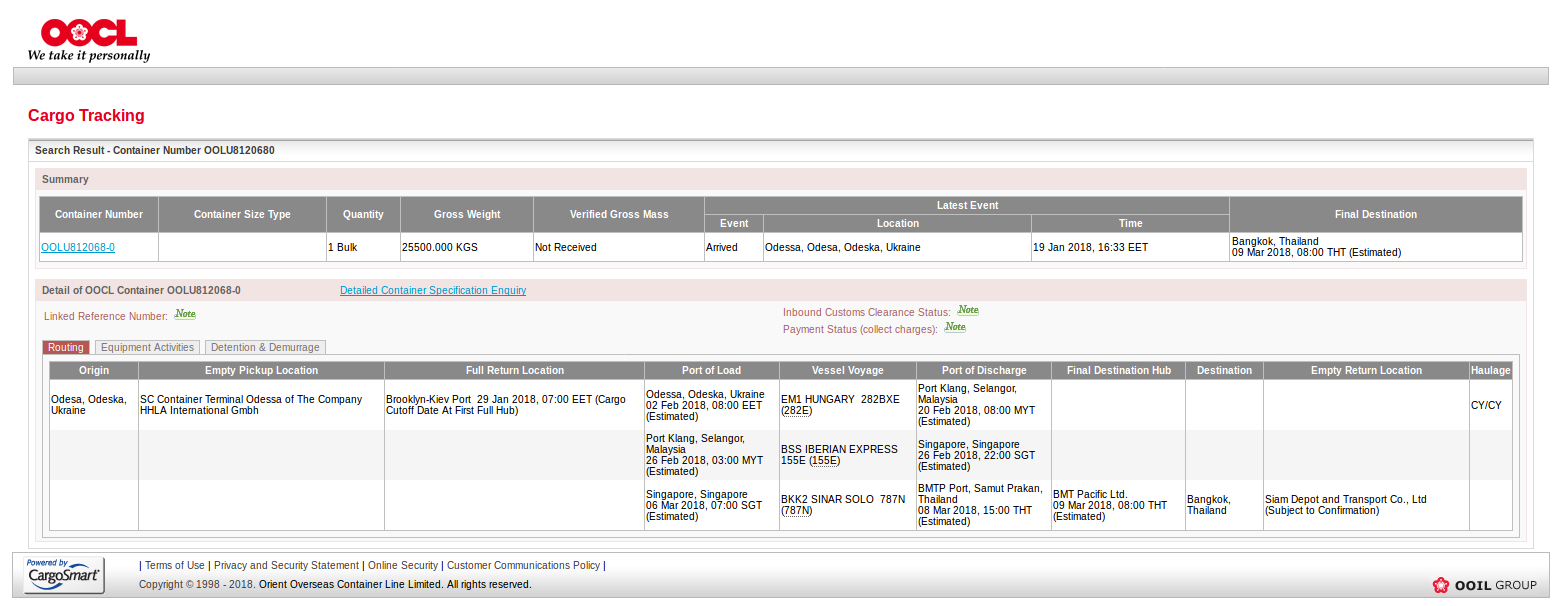 OOCL
We take it personally
Cargo Tracking
Search Result - Container Number OOLU8120680
Summary
Container Number Container Size Type Quantity Gross Weight Verified Gross Mass Latest Event Final Destination
Event Location Time
OOLU812068-0 1 Bulk 25500.000 KGS Not Received Arrived Odessa, Odesa, Odeska, Ukraine 19 Jan 2018, 16:33 EET Bangkok, Thailand
09 Mar 2018, 08:00 THT (Estimated)
Detail of OOCL Container OOLU812068-0 Detailed Container Specification Enquiry
Linked Reference Number: Note
Inbound Customs Clearance Status: Note
Payment Status (collect charges): Note
Routing Equipment Activities Detention & Demurrage
Origin Empty Pickup Location Full Return Location Port of Load Vessel Voyage Port of Discharge Final Destination Hub Destination Empty Return Location Haulage
Odesa, Odeska,
Ukraine
SC Container Terminal Odessa of The Company
HHLA International Gmbh
Brooklyn-Kiev Port 29 Jan 2018, 07:00 EET (Cargo
Cutoff Date At First Full Hub)
Odessa, Odeska, Ukraine
02 Feb 2018, 08:00 EET
(Estimated)
EM1 HUNGARY 282BXE
(282E)
Port Klang, Selangor,
Malaysia
20 Feb 2018, 08:00 MYT
(Estimated)
CY/CY
Port Klang, Selangor,
Malaysia
26 Feb 2018, 03:00 MYT
(Estimated)
BSS IBERIAN EXPRESS
155E (155E)
Singapore, Singapore
26 Feb 2018, 22:00 SGT
(Estimated)
Singapore, Singapore
06 Mar 2018, 07:00 SGT
(Estimated)
BKK2 SINAR SOLO 787N
(787N)
BMTP Port, Samut Prakan,
Thailand
08 Mar 2018, 15:00 THT
(Estimated)
BMT Pacific Ltd.
09 Mar 2018, 08:00 THT
(Estimated)
Bangkok,
Thailand
Siam Depot and Transport Co., Ltd
(Subject to Confirmation)
Powered by
CargoSmart
| Terms of Use | Privacy and Security Statement | Online Security | Customer Communications Policy |
Copyright © 1998 - 2018. Orient Overseas Container Line Limited. All rights reserved.
OOIL GROUP